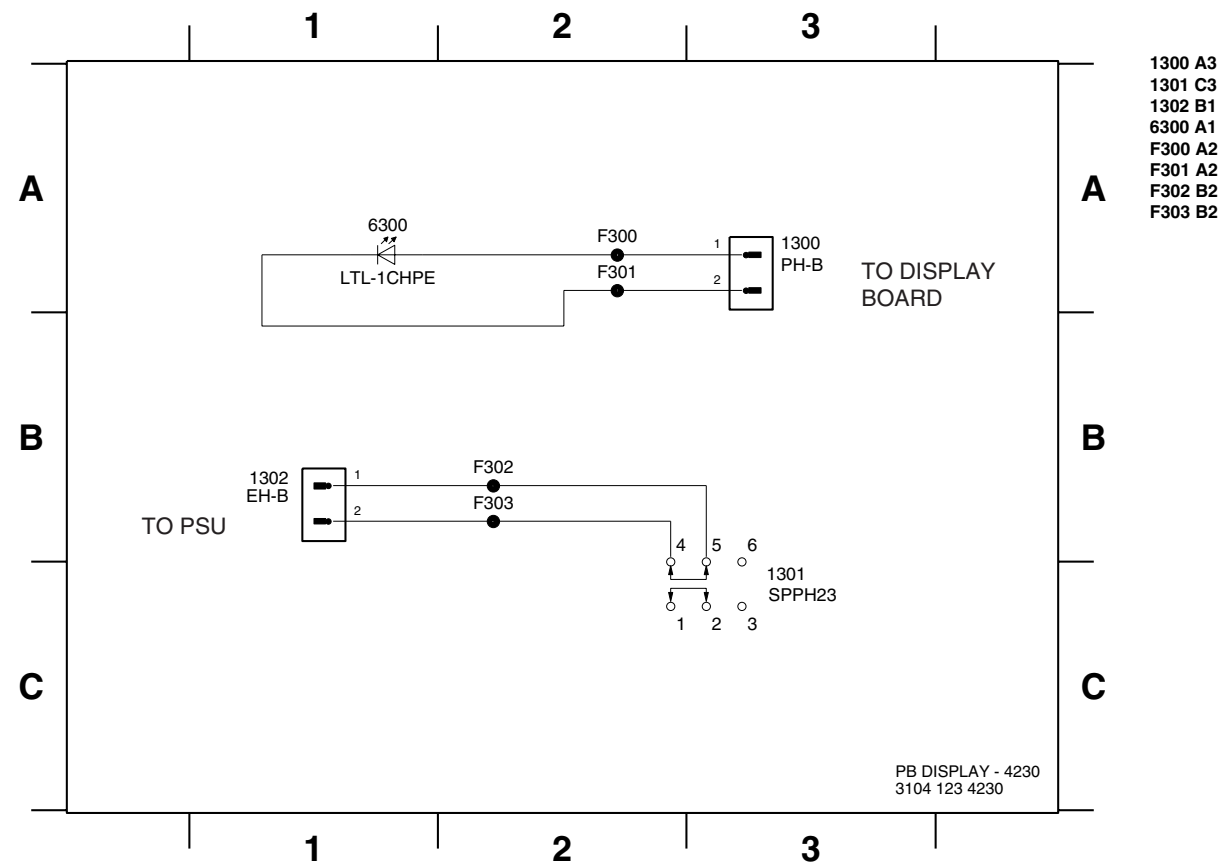 1 2 3
1300 A3
1301 C3
1302 B1
6300 A1
F300 A2
F301 A2
F302 B2
F303 B2
A A
6300
LTL-1CHPE
F300
F301
1
2
1300
PH-B
TO DISPLAY
BOARD
B B
1302
EH-B
1
2
TO PSU
F302
F303
4 5 6
1301
SPPH23
1 2 3
C C
PB DISPLAY - 4230
3104 123 4230
1 2 3